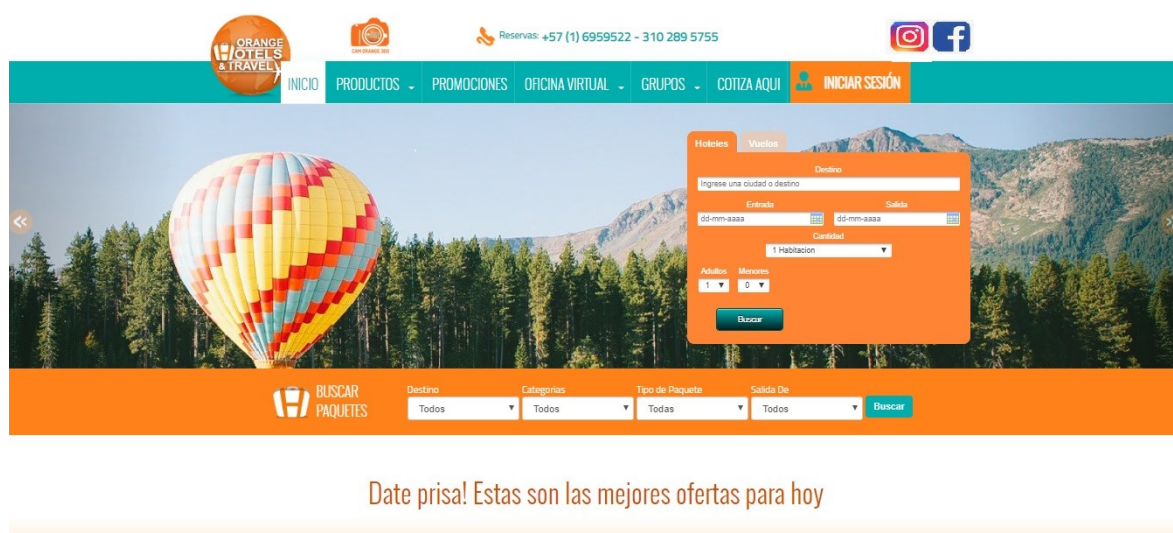 ORANGE
HOTELS
& TRAVEL
CAM ORANGE 360
Reservas: +57 (1) 6959522 - 310 289 5755
INICIO PRODUCTOS PROMOCIONES OFICINA VIRTUAL GRUPOS COTIZA AQUI INICIAR SESIÓN
Hoteles Vuelos
Destino
Ingrese una ciudad o destino
Entrada Salida
dd-mm-aaaa dd-mm-aaaa
Cantidad
1 Habitacion
Adultos Menores
1 0
Buscar
BUSCAR
PAQUETES
Destino Categorias Tipo de Paquete Salida De
Todos Todos Todas Todos Buscar
Date prisa! Estas son las mejores ofertas para hoy